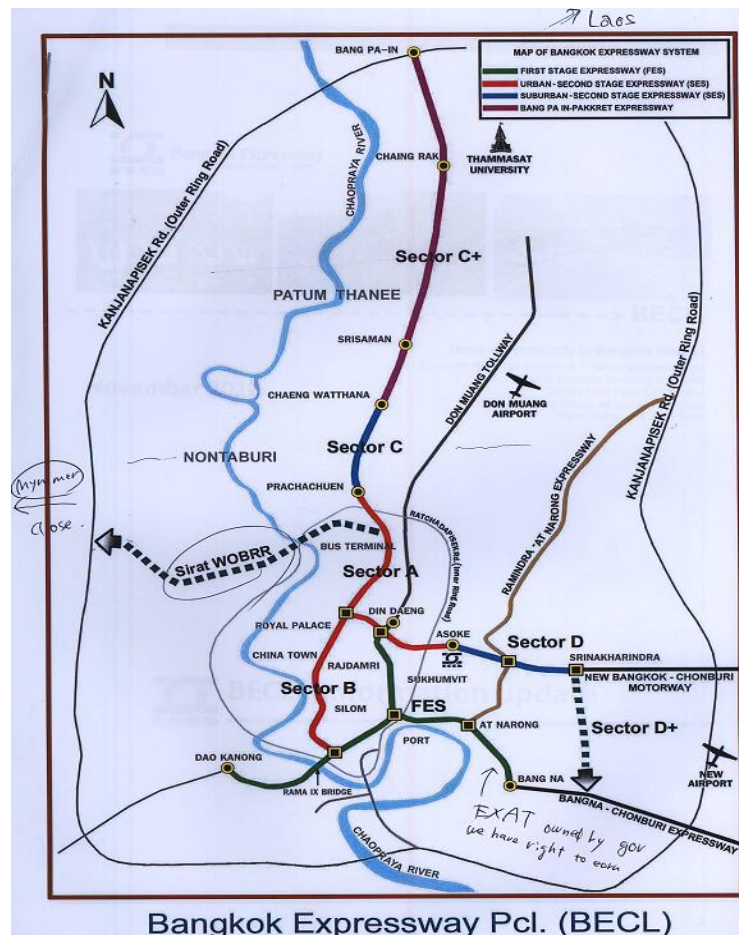 Laos
BANG PA-IN
MAP OF BANGKOK EXPRESSWAY SYSTEM
FIRST STAGE EXPRESSWAY (FES)
URBAN - SECOND STAGE EXPRESSWAY (SES)
SUBURBAN - SECOND STAGE EXPRESSWAY (SES)
BANG PA IN-PAKKRET EXPRESSWAY
N
CHAOPRAYA RIVER
CHAING RAK
THAMMASAT
UNIVERSITY
KANJANAPISEK Rd. (Outer Ring Road)
Sector C+
PATUM THANEE
SRISAMAN
DON MUANG TOLLWAY
DON MUANG
AIRPORT
KANJANAPISEK Rd. (Outer Ring Road)
CHAENG WATTHANA
Sector C
NONTABURI
RAMINDRA -AT NARONG EXPRESSWAY
PRACHACHUEN
close.
RATCHADAPISEK Rd. (Inner Ring Road)
BUS TERMINAL
Sirat WOBRR
Sector A
DIN DAENG
ROYAL PALACE
ASOKE
Sector D
CHINA TOWN
RAJDAMRI
SRINAKHARINDRA
SUKHUMVIT
NEW BANGKOK - CHONBURI
MOTORWAY
Sector B
SILOM
FES
Sector D+
AT NARONG
PORT
DAO KANONG
NEW
AIRPORT
BANG NA
RAMA IX BRIDGE
BANGNA - CHONBURI EXPRESSWAY
EXAT owned by gov
we have right to earn
CHAOPRAYA RIVER
Bangkok Expressway Pcl. (BECL)